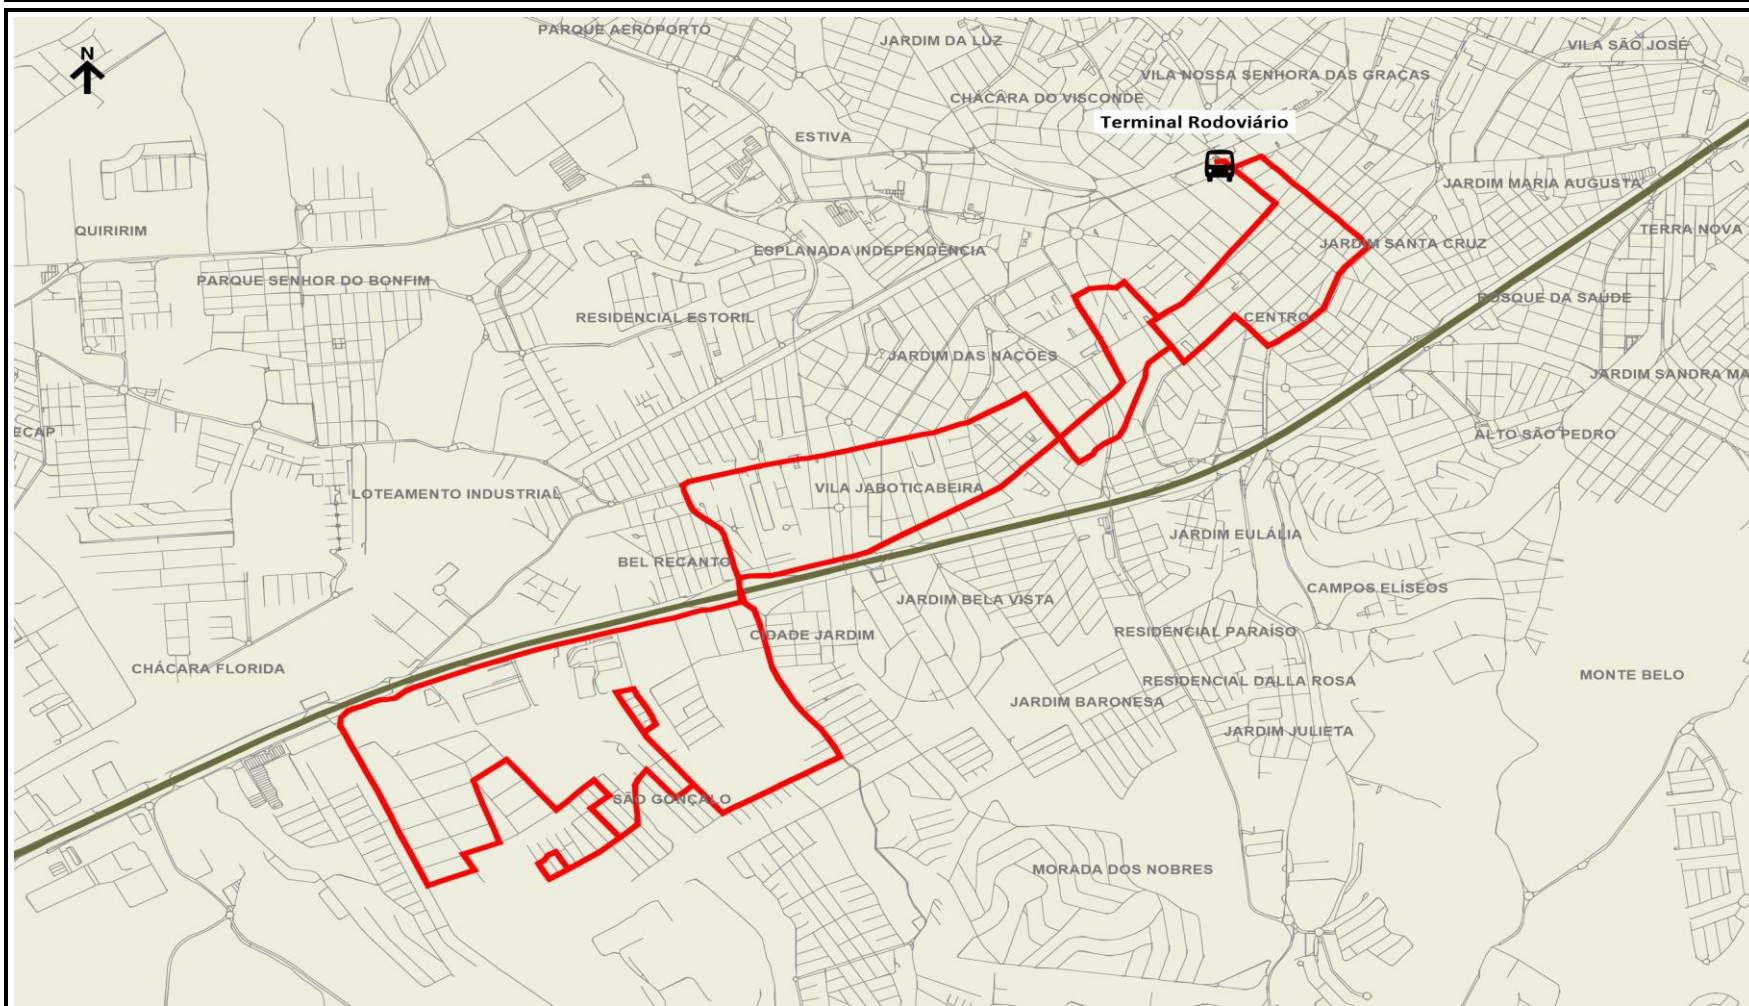 PARQUE AEROPORTO
JARDIM DA LUZ
VILA SÃO JOSÉ
N
VILA NOSSA SENHORA DAS GRAÇAS
CHÁCARA DO VISCONDE
Terminal Rodoviário
ESTIVA
JARDIM MARIA AUGUSTA
QUIRIRIM
TERRA NOVA
ESPLANADA INDEPENDÊNCIA
JARDIM SANTA CRUZ
PARQUE SENHOR DO BONFIM
BOSQUE DA SAÚDE
RESIDENCIAL ESTORIL
CENTRO
JARDIM DAS NAÇÕES
JARDIM SANDRA MA
ECAP
ALTO SÃO PEDRO
LOTEAMENTO INDUSTRIAL
VILA JABOTICABEIRA
JARDIM EULÁLIA
BEL RECANTO
CAMPOS ELÍSEOS
JARDIM BELA VISTA
CIDADE JARDIM
RESIDENCIAL PARAÍSO
CHÁCARA FLORIDA
MONTE BELO
RESIDENCIAL DALLA ROSA
JARDIM BARONESA
JARDIM JULIETA
SÃO GONÇALO
MORADA DOS NOBRES